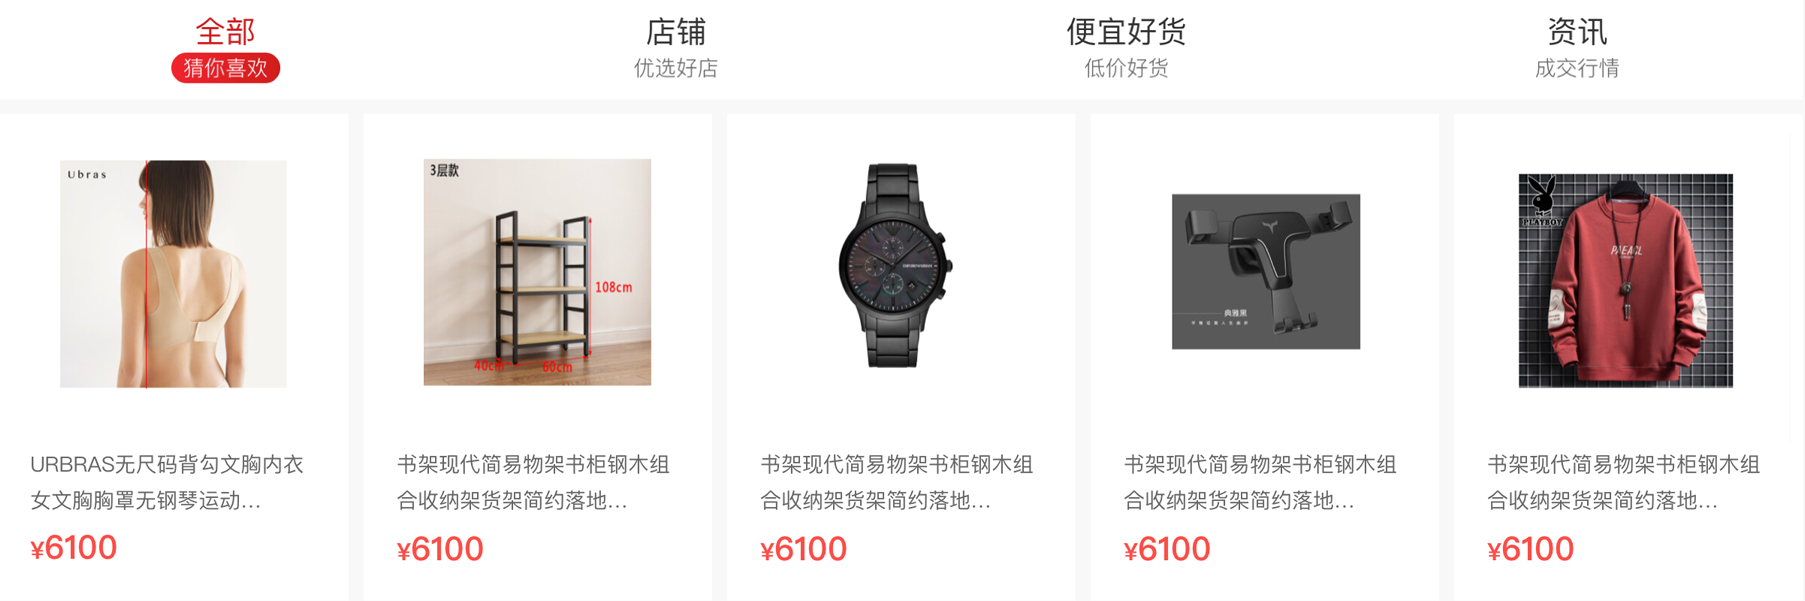 全部
猜你喜欢
店铺
优选好店
便宜好货
低价好货
资讯
成交行情
Ubras
3层款
108cm
40cm
60cm
典雅黑
PLAYBOY
URBRAS无尺码背勾文胸内衣
女文胸胸罩无钢琴运动...
¥6100
书架现代简易物架书柜钢木组
合收纳架货架简约落地...
¥6100
书架现代简易物架书柜钢木组
合收纳架货架简约落地...
¥6100
书架现代简易物架书柜钢木组
合收纳架货架简约落地...
¥6100
书架现代简易物架书柜钢木组
合收纳架货架简约落地...
¥6100